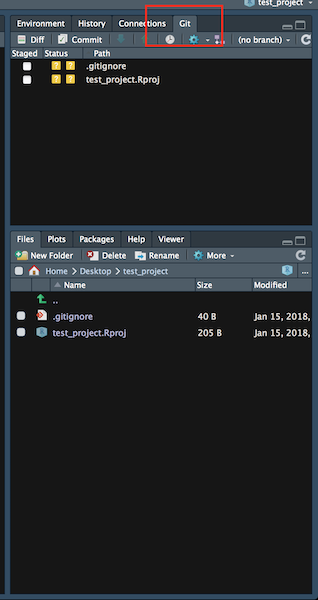 test_project
Environment History Connections Git
Diff Commit (no branch)
Staged Status Path
? ? .gitignore
? ? test_project.Rproj
Files Plots Packages Help Viewer
New Folder Delete Rename More
Home Desktop test_project ...
Name Size Modified
..
.gitignore 40 B Jan 15, 2018,
test_project.Rproj 205 B Jan 15, 2018,